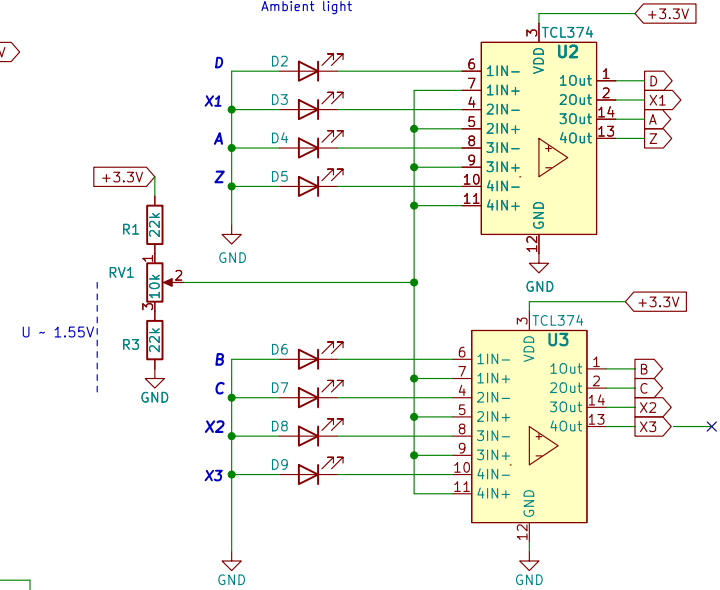 Ambient light
V
+3.3V
TCL374
U2
3
VDD
D
D2
6
1IN-
7
1IN+
1Out
1
D
X1
D3
4
2IN-
2Out
2
X1
5
2IN+
3Out
14
A
A
D4
8
3IN-
4Out
13
Z
9
3IN+
Z
D5
10
4IN-
11
4IN+
GND
12
GND
GND
+3.3V
R1
22k
1
RV1
10k
2
3
U ~ 1.55V
R3
22k
GND
+3.3V
TCL374
U3
3
VDD
B
D6
6
1IN-
7
1IN+
1Out
1
B
C
D7
4
2IN-
2Out
2
C
5
2IN+
3Out
14
X2
X2
D8
8
3IN-
4Out
13
X3
9
3IN+
X3
D9
10
4IN-
11
4IN+
GND
12
GND
GND